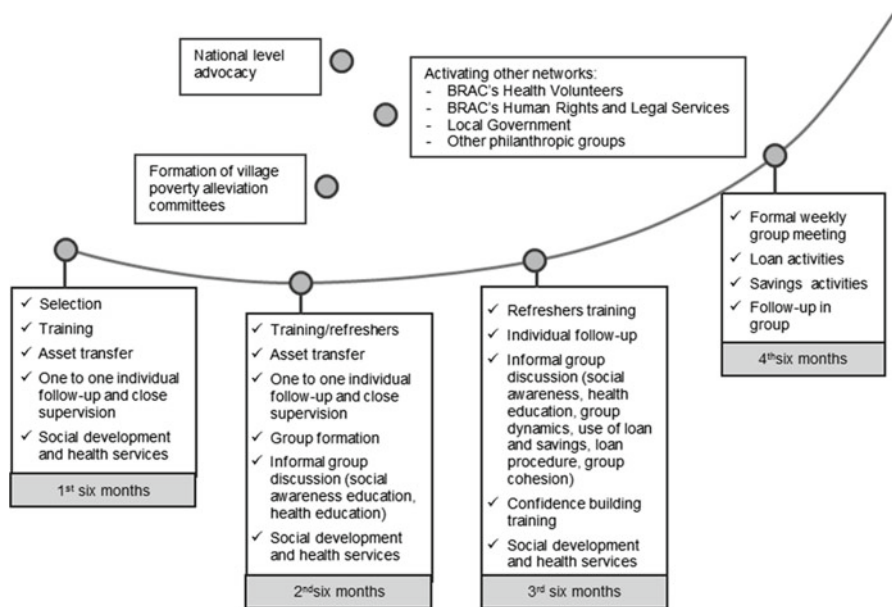 National level
advocacy
Activating other networks:
- BRAC's Health Volunteers
- BRAC's Human Rights and Legal Services
- Local Government
- Other philanthropic groups
Formation of village
poverty alleviation
committees
✓ Selection
✓ Training
✓ Asset transfer
✓ One to one individual
follow-up and close
supervision
✓ Social development
and health services
1st six months
✓ Training/refreshers
✓ Asset transfer
✓ One to one individual
follow-up and close
supervision
✓ Group formation
✓ Informal group
discussion (social
awareness education,
health education)
✓ Social development
and health services
2nd six months
✓ Refreshers training
✓ Individual follow-up
✓ Informal group
discussion (social
awareness, health
education, group
dynamics, use of loan
and savings, loan
procedure, group
cohesion)
✓ Confidence building
training
✓ Social development
and health services
3rd six months
✓ Formal weekly
group meeting
✓ Loan activities
✓ Savings activities
✓ Follow-up in
group
4th six months